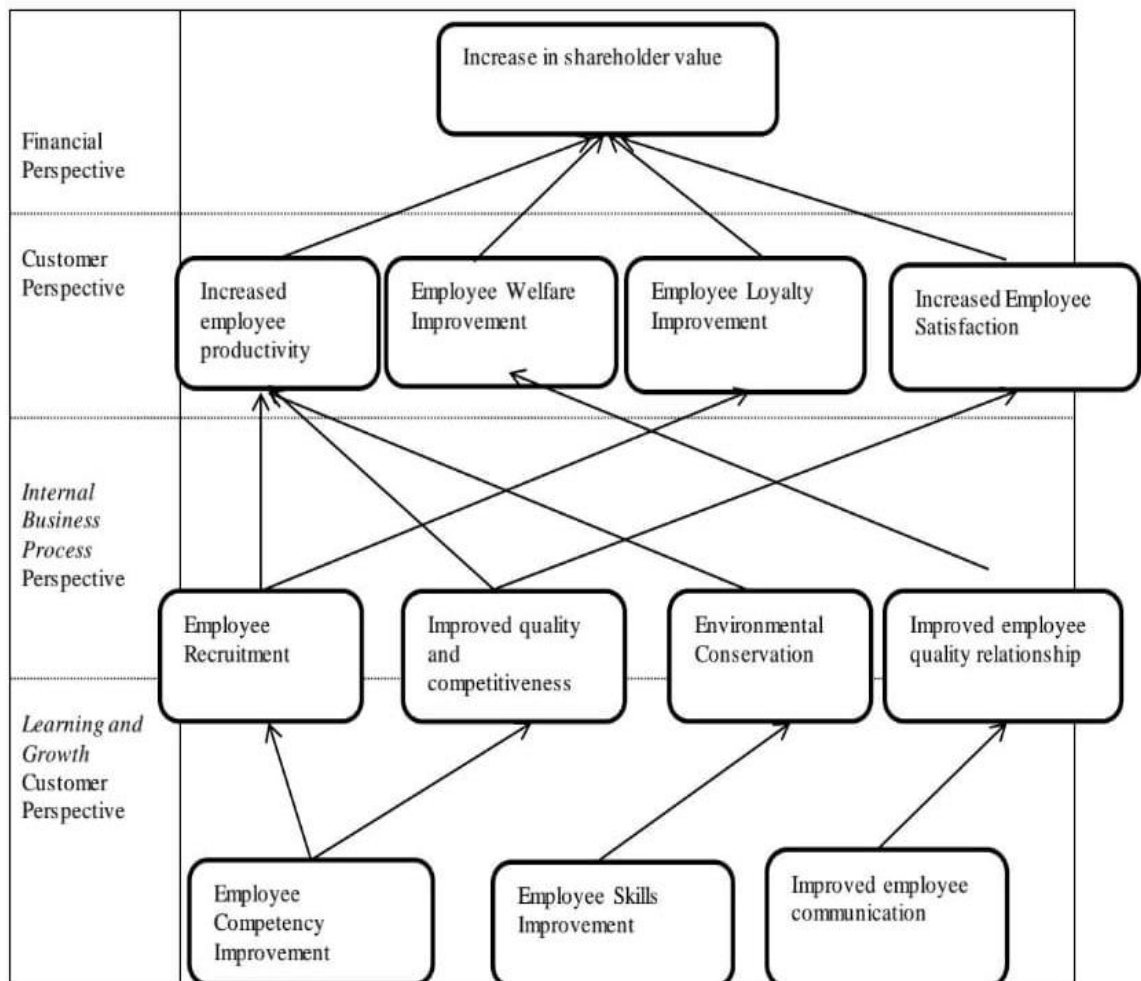 Increase in shareholder value
Financial
Perspective
Customer
Perspective
Increased
employee
productivity
Employee Welfare
Improvement
Employee Loyalty
Improvement
Increased Employee
Satisfaction
Internal
Business
Process
Perspective
Employee
Recruitment
Improved quality
and
competitiveness
Environmental
Conservation
Improved employee
quality relationship
Learning and
Growth
Customer
Perspective
Employee
Competency
Improvement
Employee Skills
Improvement
Improved employee
communication